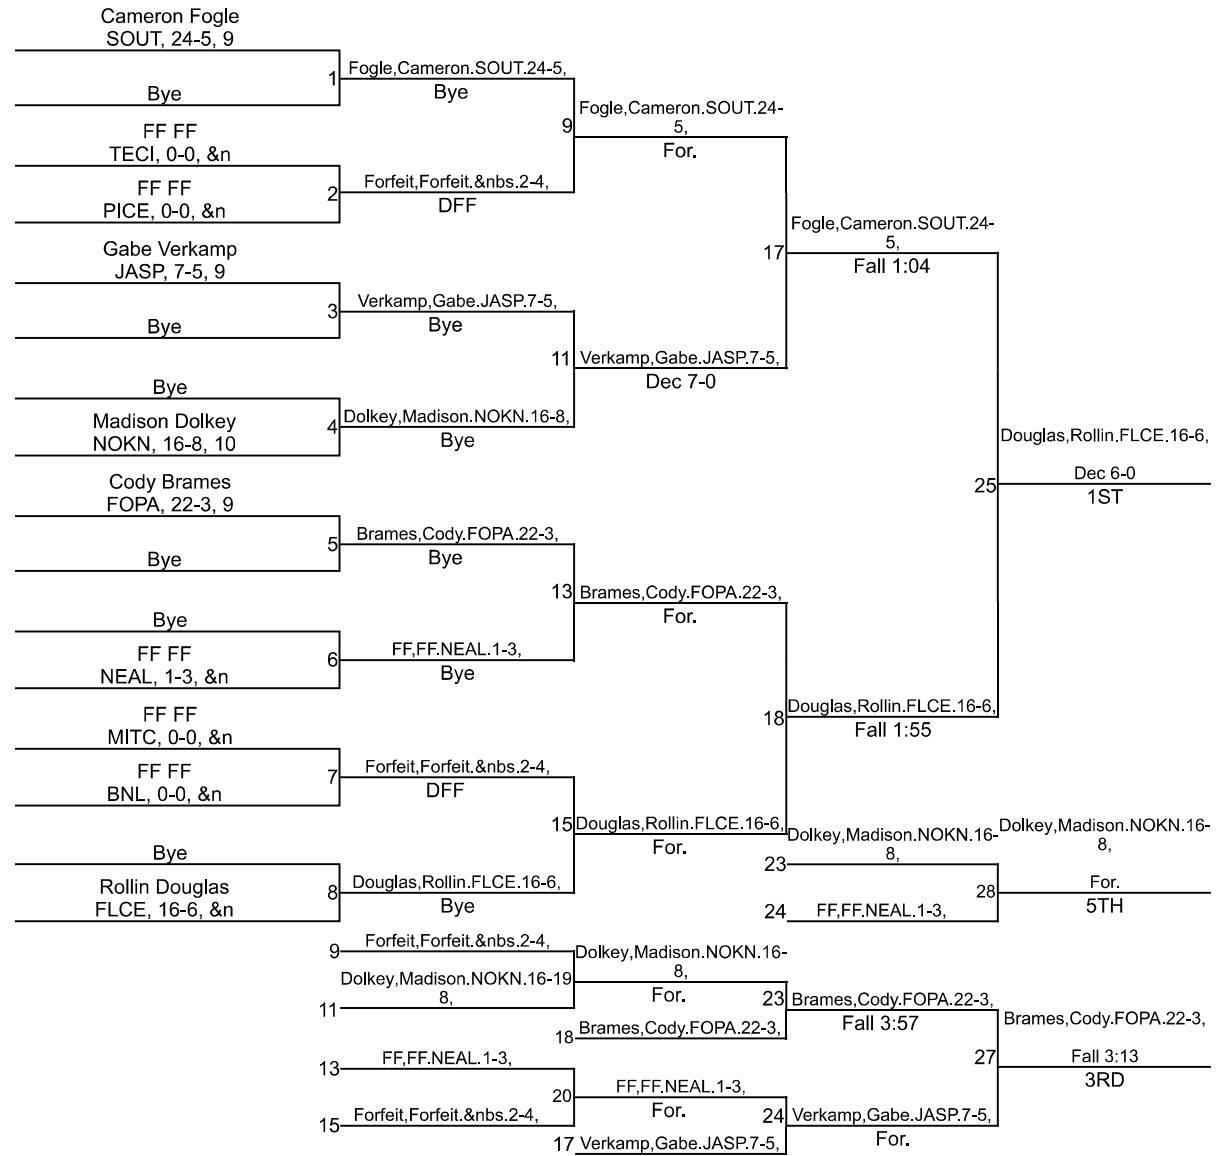 Cameron Fogle
SOUT, 24-5, 9
1
Fogle,Cameron.SOUT.24-5,
Bye
Bye
9
Fogle,Cameron.SOUT.24-
5,
For.
FF FF
TECI, 0-0, &n
FF FF
PICE, 0-0, &n
2
Forfeit,Forfeit.&nbs.2-4,
DFF
17
Fogle,Cameron.SOUT.24-
5,
Fall 1:04
Gabe Verkamp
JASP, 7-5, 9
3
Verkamp,Gabe.JASP.7-5,
Bye
Bye
11
Verkamp,Gabe.JASP.7-5,
Dec 7-0
Bye
Madison Dolkey
NOKN, 16-8, 10
4
Dolkey,Madison.NOKN.16-8,
Bye
25
Douglas,Rollin.FLCE.16-6,
Dec 6-0
1ST
Cody Brames
FOPA, 22-3, 9
5
Brames,Cody.FOPA.22-3,
Bye
Bye
13
Brames,Cody.FOPA.22-3,
For.
Bye
FF FF
NEAL, 1-3, &n
6
FF,FF.NEAL.1-3,
Bye
18
Douglas,Rollin.FLCE.16-6,
Fall 1:55
FF FF
MITC, 0-0, &n
FF FF
BNL, 0-0, &n
7
Forfeit,Forfeit.&nbs.2-4,
DFF
15
Douglas,Rollin.FLCE.16-6,
For.
Bye
Rollin Douglas
FLCE, 16-6, &n
8
Douglas,Rollin.FLCE.16-6,
Bye
23
Dolkey,Madison.NOKN.16-
8,
24
FF,FF.NEAL.1-3,
28
Dolkey,Madison.NOKN.16-
8,
For.
5TH
9
Forfeit,Forfeit.&nbs.2-4,
11
Dolkey,Madison.NOKN.16-
8,
19
Dolkey,Madison.NOKN.16-
8,
For.
18
Brames,Cody.FOPA.22-3,
23
Brames,Cody.FOPA.22-3,
Fall 3:57
13
FF,FF.NEAL.1-3,
15
Forfeit,Forfeit.&nbs.2-4,
20
FF,FF.NEAL.1-3,
For.
17
Verkamp,Gabe.JASP.7-5,
24
Verkamp,Gabe.JASP.7-5,
For.
27
Brames,Cody.FOPA.22-3,
Fall 3:13
3RD